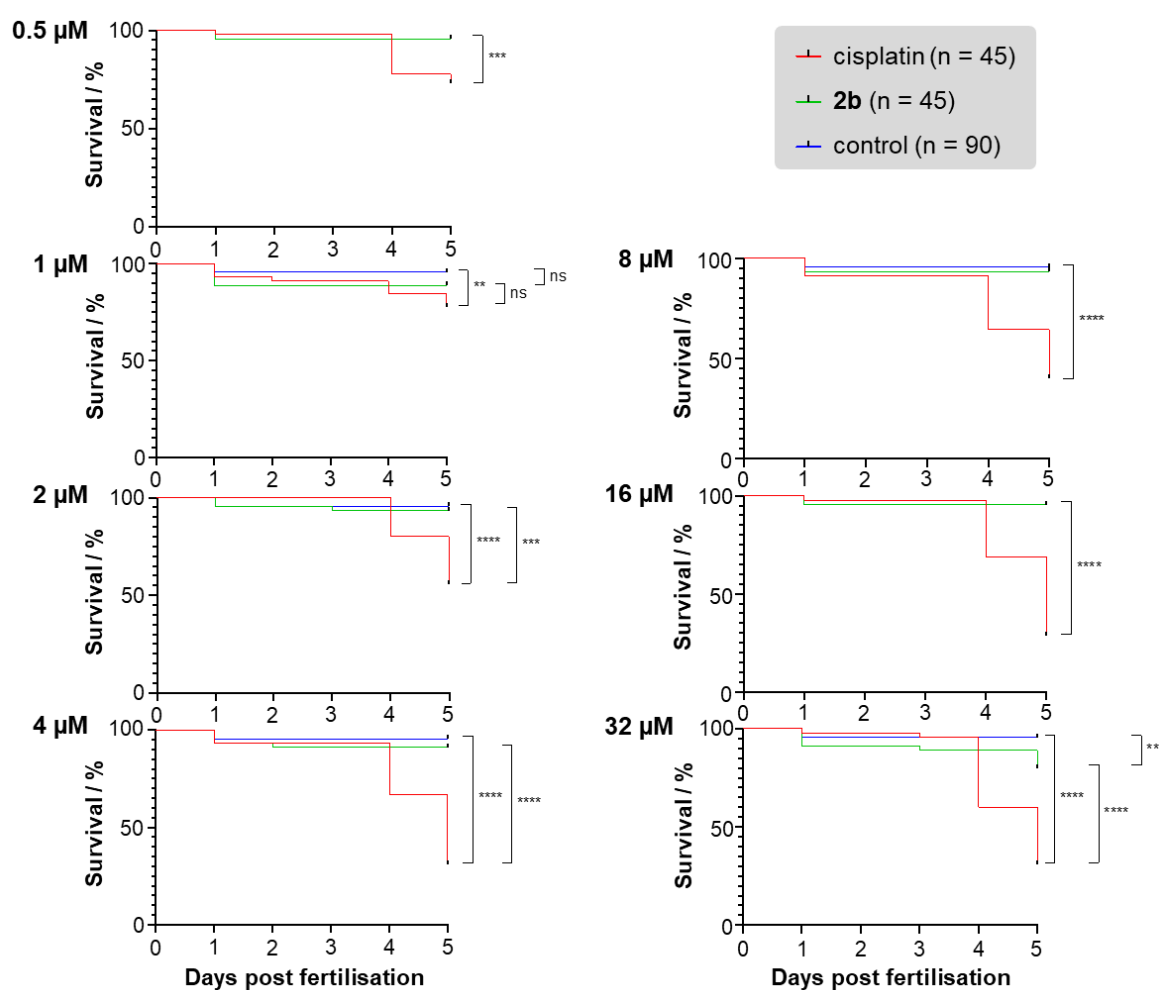 0.5 µM
Survival / %
100
50
0
0 1 2 3 4 5
***
cisplatin (n = 45)
2b (n = 45)
control (n = 90)
1 µM
Survival / %
100
50
0
0 1 2 3 4 5
**
ns
ns
2 µM
Survival / %
100
50
0
0 1 2 3 4 5
****
***
4 µM
Survival / %
100
50
0
0 1 2 3 4 5
****
****
Days post fertilisation
8 µM
Survival / %
100
50
0
0 1 2 3 4 5
****
16 µM
Survival / %
100
50
0
0 1 2 3 4 5
****
32 µM
Survival / %
100
50
0
0 1 2 3 4 5
****
****
**
Days post fertilisation